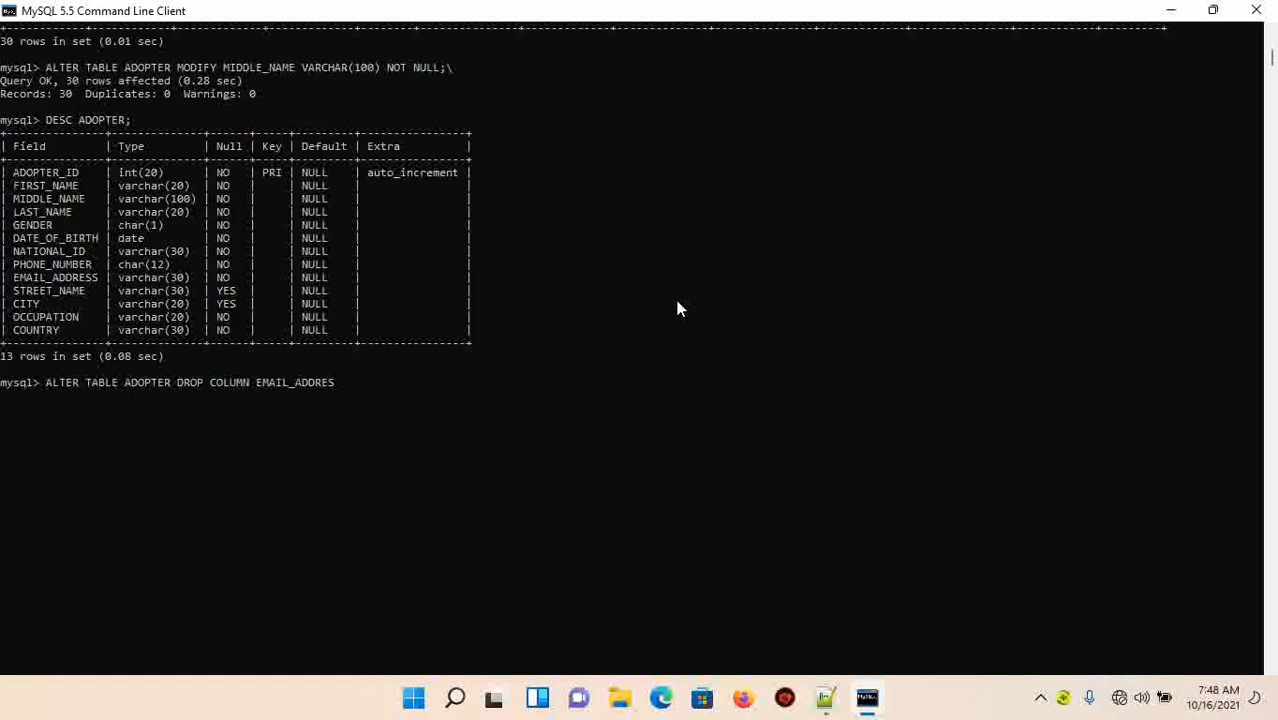 MySQL 5.5 Command Line Client
+----------+----------+-------------+-------------+----------+---------------+-------------+--------------+---------------+-------------+---------------+-------------+----------+
30 rows in set (0.01 sec)
mysql> ALTER TABLE ADOPTER MODIFY MIDDLE_NAME VARCHAR(100) NOT NULL;\
Query OK, 30 rows affected (0.28 sec)
Records: 30  Duplicates: 0  Warnings: 0
mysql> DESC ADOPTER;
+---------------+--------------+------+-----+---------+----------------+
| Field         | Type         | Null | Key | Default | Extra          |
+---------------+--------------+------+-----+---------+----------------+
| ADOPTER_ID    | int(20)      | NO   | PRI | NULL    | auto_increment |
| FIRST_NAME    | varchar(20)  | NO   |     | NULL    |                |
| MIDDLE_NAME   | varchar(100) | NO   |     | NULL    |                |
| LAST_NAME     | varchar(20)  | NO   |     | NULL    |                |
| GENDER        | char(1)      | NO   |     | NULL    |                |
| DATE_OF_BIRTH | date         | NO   |     | NULL    |                |
| NATIONAL_ID   | varchar(30)  | NO   |     | NULL    |                |
| PHONE_NUMBER  | char(12)     | NO   |     | NULL    |                |
| EMAIL_ADDRESS | varchar(30)  | NO   |     | NULL    |                |
| STREET_NAME   | varchar(30)  | YES  |     | NULL    |                |
| CITY          | varchar(20)  | YES  |     | NULL    |                |
| OCCUPATION    | varchar(20)  | NO   |     | NULL    |                |
| COUNTRY       | varchar(30)  | NO   |     | NULL    |                |
+---------------+--------------+------+-----+---------+----------------+
13 rows in set (0.08 sec)
mysql> ALTER TABLE ADOPTER DROP COLUMN EMAIL_ADDRES
7:48 AM
10/16/2021